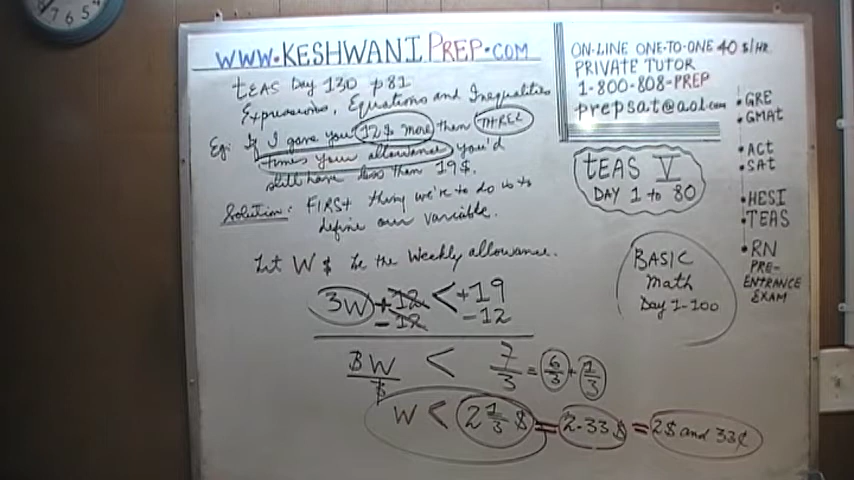 WWW.KESHWANIPREP.COM
TEAS Day 130 p81
Expressions, Equations and Inequalities
Eg: If I gave you 12$ more than THREE
times your allowance you'd
still have less than 19$.
Solution: FIRST thing we're to do is to
define our variable.
Let W $ be the Weekly allowance.
3W + 12 < +19
- 12 - 12
3W < 7
3 3 = 6/3 + 1/3
W < 2 1/3 $ = 2.33 $ = 2$ and 33¢
ON-LINE ONE-TO-ONE 40 $/HR.
PRIVATE TUTOR
1-800-808-PREP
prepsat@aol.com
TEAS V
DAY 1 to 80
BASIC
Math
Day 1-100
• GRE
• GMAT
• ACT
• SAT
• HESI
• TEAS
• RN
PRE-
ENTRANCE
EXAM
7 6 5